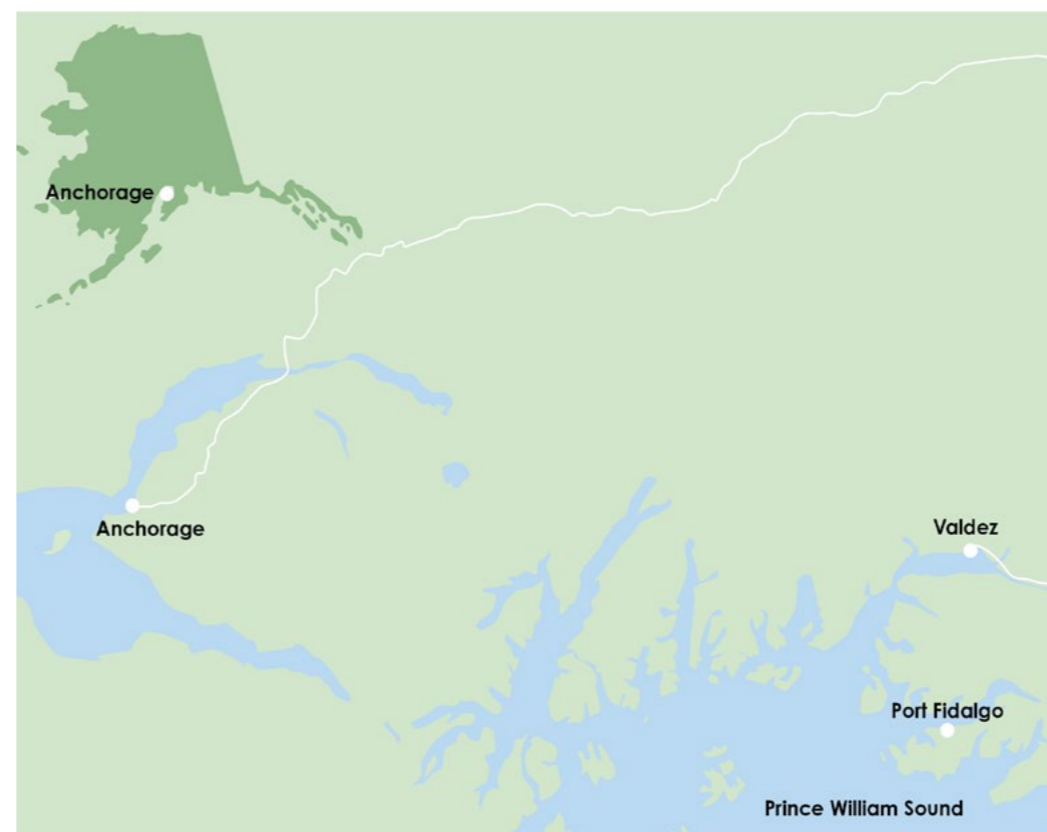 Anchorage
Anchorage
Valdez
Port Fidalgo
Prince William Sound